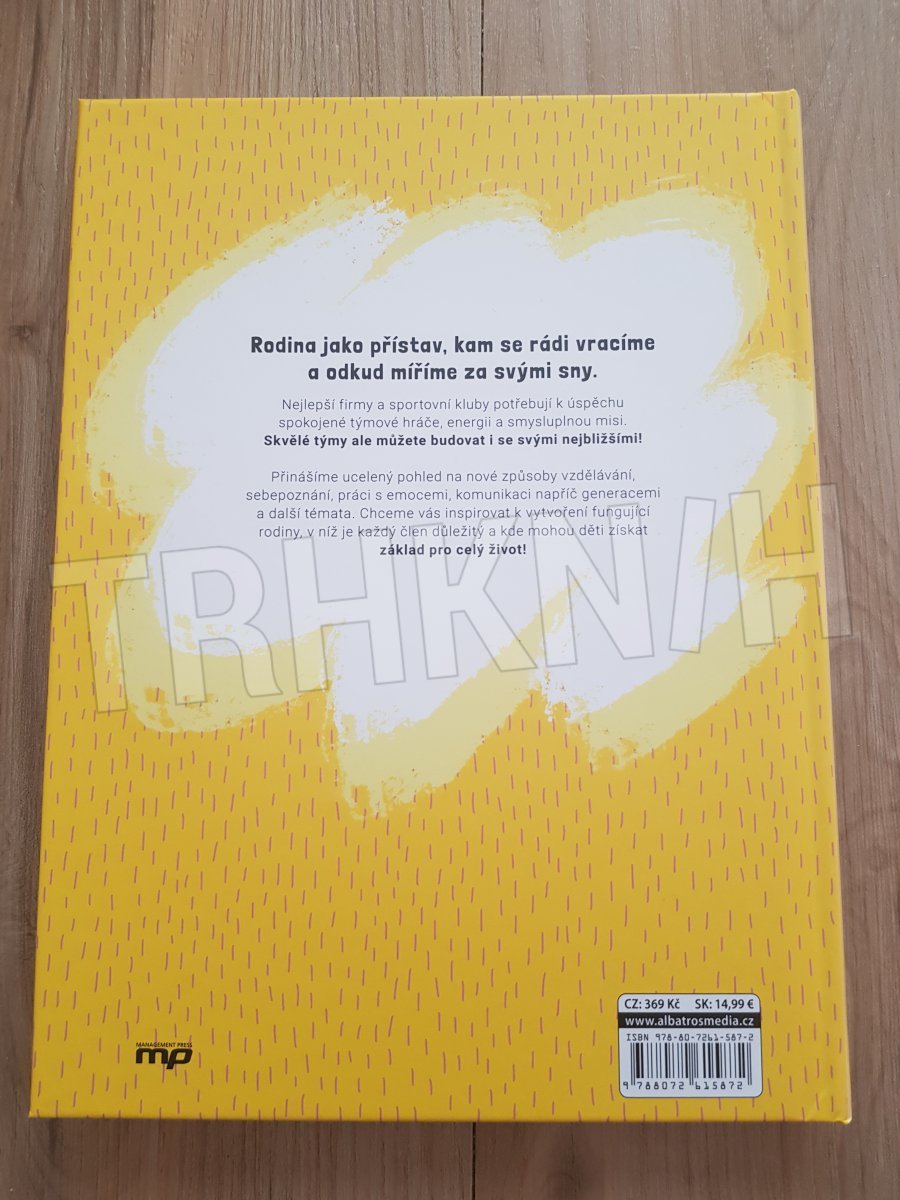 Rodina jako přístav, kam se rádi vracíme
a odkud míříme za svými sny.
Nejlepší firmy a sportovní kluby potřebují k úspěchu
spokojené týmové hráče, energii a smysluplnou misi.
Skvělé týmy ale můžete budovat i se svými nejbližšími!
Přinášíme ucelený pohled na nové způsoby vzdělávání,
sebepoznání, práci s emocemi, komunikaci napříč generacemi
a další témata. Chceme vás inspirovat k vytvoření fungující
rodiny, v níž je každý člen důležitý a kde mohou děti získat
základ pro celý život!
TRHKNIH
CZ: 369 Kč SK: 14,99 €
www.albatrosmedia.cz
ISBN 978-80-7261-587-2
9 788072 615872
MANAGEMENT PRESS
mp